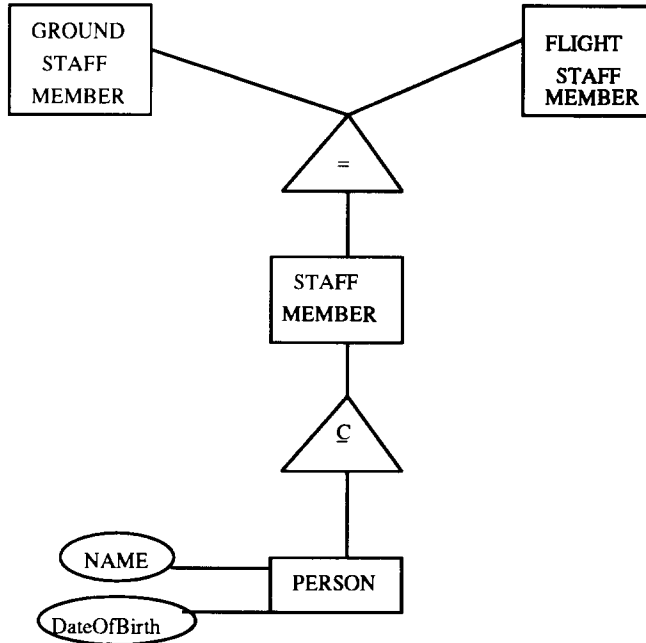 GROUND
STAFF
MEMBER
FLIGHT
STAFF
MEMBER
=
STAFF
MEMBER
⊆
NAME
PERSON
DateOfBirth